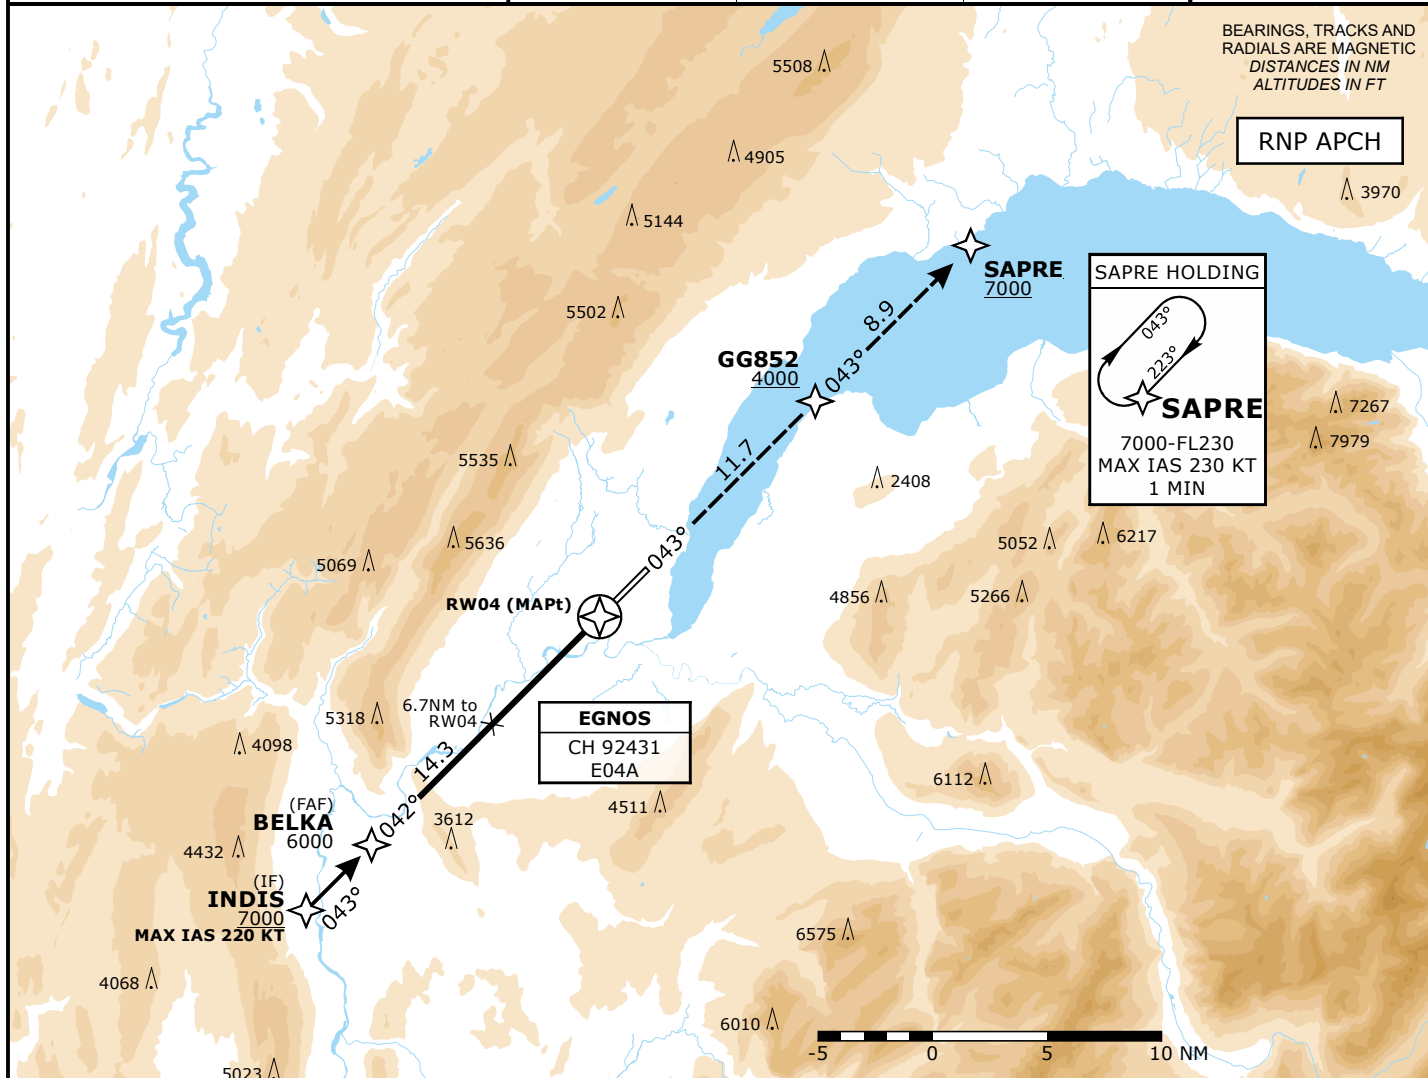 BEARINGS, TRACKS AND
RADIALS ARE MAGNETIC
DISTANCES IN NM
ALTITUDES IN FT
RNP APCH
5508
4905
3970
5144
SAPRE
7000
5502
8.9
043°
GG852
4000
SAPRE HOLDING
043°
223°
SAPRE
7000-FL230
MAX IAS 230 KT
1 MIN
7267
7979
5535
11.7
2408
5636
5069
043°
5052
6217
4856
5266
RW04 (MAPt)
5318
6.7NM to
RW04
14.3
EGNOS
CH 92431
E04A
4098
6112
4511
(FAF)
BELKA
6000
042°
3612
4432
(IF)
INDIS
7000
MAX IAS 220 KT
043°
6575
4068
6010
5023
-5 0 5 10 NM